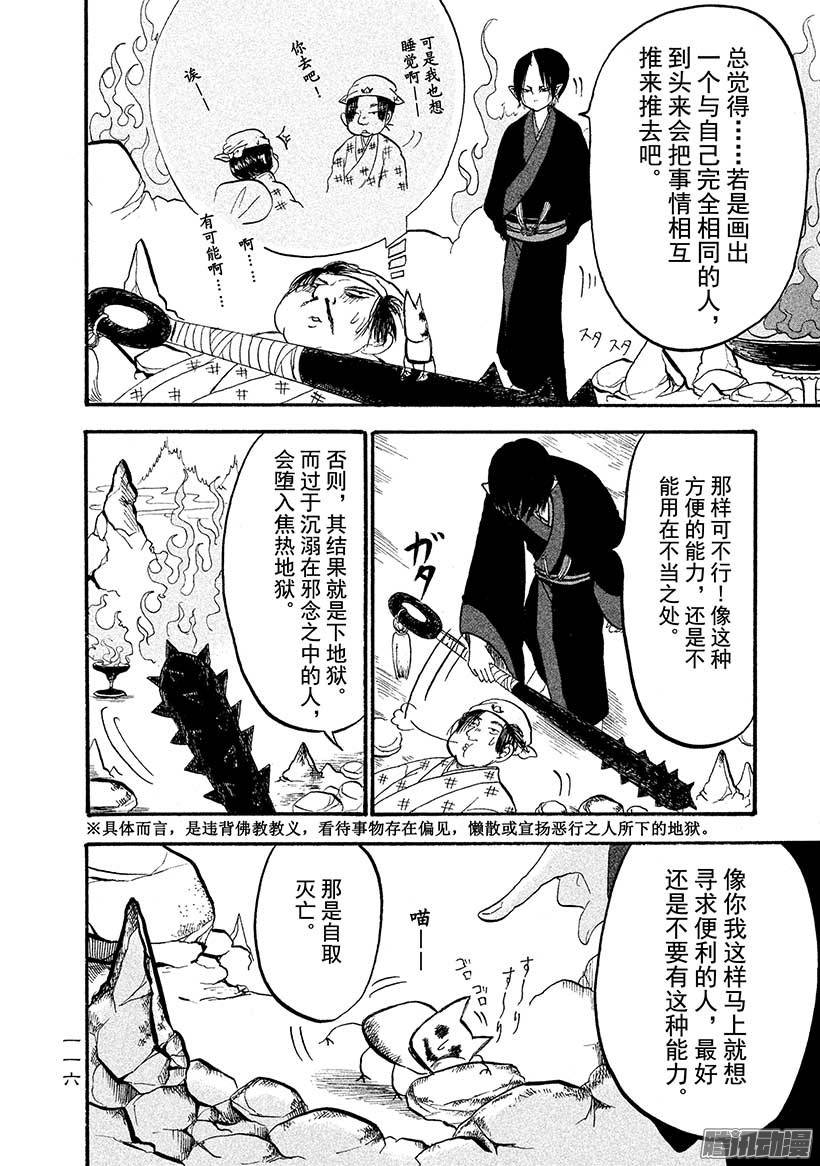 总觉得……若是画出
一个与自己完全相同的人，
到头来会把事情相互
推来推去吧。
スタ
スタ
可是我也想
睡觉啊——
你去吧！
诶——
啊……
有可能啊……
那样可不行！像这种
方便的能力，还是不
能用在不当之处。
ガタ
否则，其结果就是下地狱。
而过于沉溺在邪念之中的人，
会堕入焦热地狱。
※具体而言，是违背佛教教义，看待事物存在偏见，懒散或宣扬恶行之人所下的地狱。
像你我这样马上就想
寻求便利的人，最好
还是不要有这种能力。
すり
すり
ゴロ
ゴロ
喵——
那是自取
灭亡。
一一六
腾讯动漫